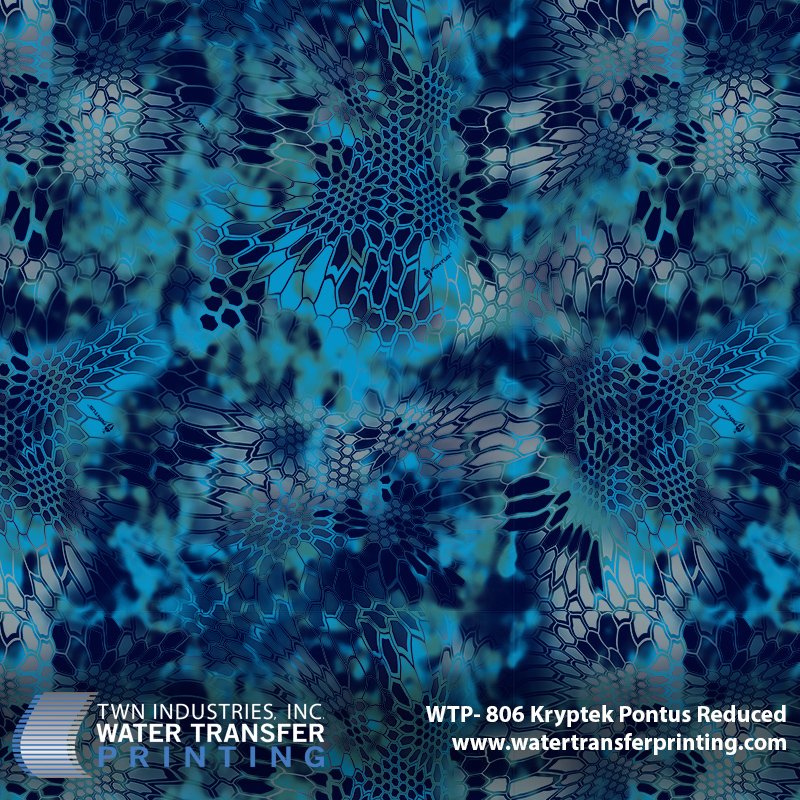 TWN INDUSTRIES, INC.
WATER TRANSFER
PRINTING
WTP- 806 Kryptek Pontus Reduced
www.watertransferprinting.com